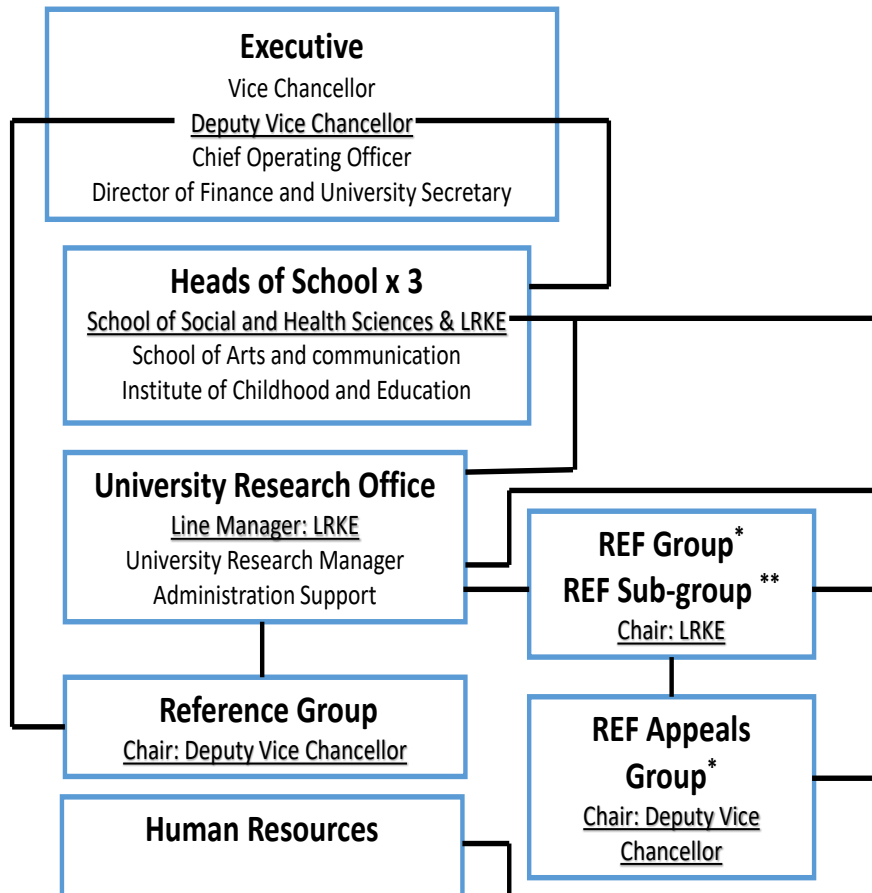 Executive
Vice Chancellor
Deputy Vice Chancellor
Chief Operating Officer
Director of Finance and University Secretary
Heads of School x 3
School of Social and Health Sciences & LRKE
School of Arts and communication
Institute of Childhood and Education
University Research Office
Line Manager: LRKE
University Research Manager
Administration Support
REF Group*
REF Sub-group **
Chair: LRKE
Reference Group
Chair: Deputy Vice Chancellor
REF Appeals
Group*
Chair: Deputy Vice
Chancellor
Human Resources